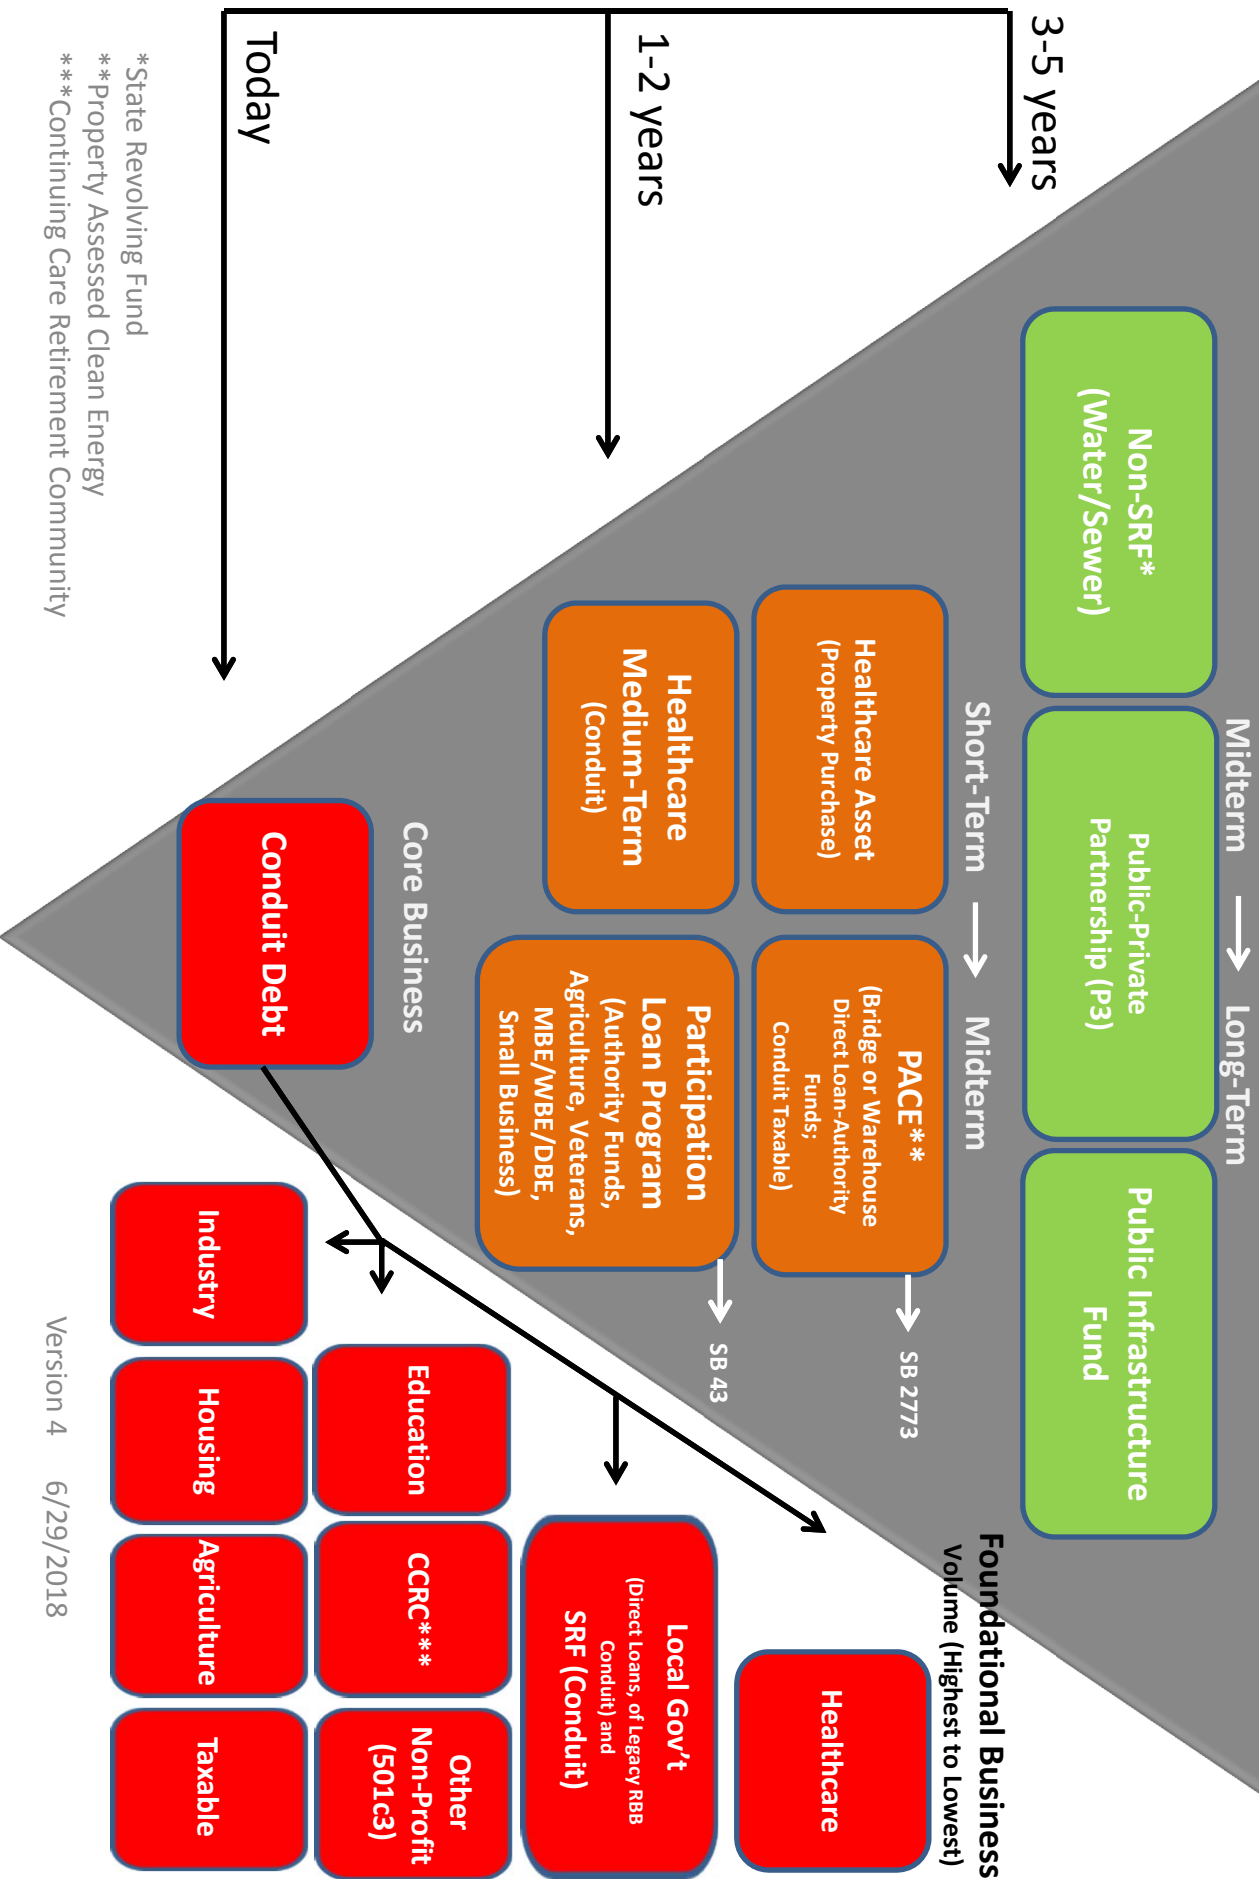 3-5 years
Midterm
Long-Term
Non-SRF*
(Water/Sewer)
Public-Private
Partnership (P3)
Public Infrastructure
Fund
Foundational Business
Volume (Highest to Lowest)
1-2 years
Short-Term
Midterm
Healthcare Asset
(Property Purchase)
PACE**
(Bridge or Warehouse
Direct Loan-Authority
Funds;
Conduit Taxable)
SB 2773
Healthcare
Medium-Term
(Conduit)
Participation
Loan Program
(Authority Funds,
Agriculture, Veterans,
MBE/WBE/DBE,
Small Business)
SB 43
Healthcare
Local Gov't
(Direct Loans, of Legacy RBB
Conduit) and
SRF (Conduit)
Today
Core Business
Conduit Debt
Education
CCRC***
Other
Non-Profit
(501c3)
Industry
Housing
Agriculture
Taxable
*State Revolving Fund
**Property Assessed Clean Energy
***Continuing Care Retirement Community
Version 4 6/29/2018